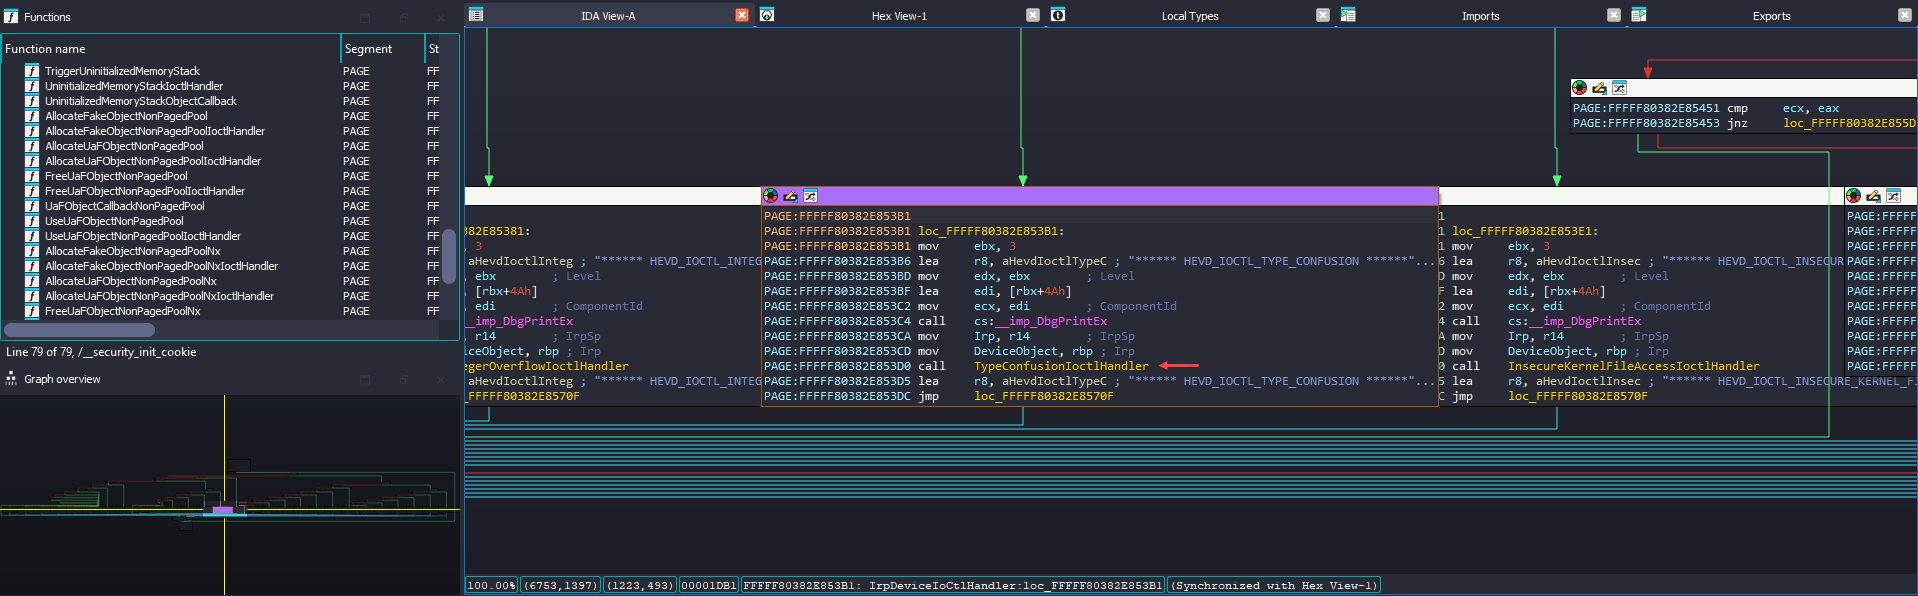 Functions
Function name Segment St
TriggerUninitializedMemoryStack PAGE FF
UninitializedMemoryStackIoctlHandler PAGE FF
UninitializedMemoryStackObjectCallback PAGE FF
AllocateFakeObjectNonPagedPool PAGE FF
AllocateFakeObjectNonPagedPoolIoctlHandler PAGE FF
AllocateUaFObjectNonPagedPool PAGE FF
AllocateUaFObjectNonPagedPoolIoctlHandler PAGE FF
FreeUaFObjectNonPagedPool PAGE FF
FreeUaFObjectNonPagedPoolIoctlHandler PAGE FF
UaFObjectCallbackNonPagedPool PAGE FF
UseUaFObjectNonPagedPool PAGE FF
UseUaFObjectNonPagedPoolIoctlHandler PAGE FF
AllocateFakeObjectNonPagedPoolNx PAGE FF
AllocateFakeObjectNonPagedPoolNxIoctlHandler PAGE FF
AllocateUaFObjectNonPagedPoolNx PAGE FF
AllocateUaFObjectNonPagedPoolNxIoctlHandler PAGE FF
FreeUaFObjectNonPagedPoolNx PAGE FF
Line 79 of 79, /__security_init_cookie
Graph overview
IDA View-A Hex View-1 Local Types Imports Exports
PAGE:FFFFF80382E85451 cmp ecx, eax
PAGE:FFFFF80382E85453 jnz loc_FFFFF80382E855D
382E85381:
, 3
aHevdIoctlInteg ; "****** HEVD_IOCTL_INTEG
, ebx ; Level
, [rbx+4Ah]
, edi ; ComponentId
:__imp_DbgPrintEx
, r14 ; IrpSp
iceObject, rbp ; Irp
egerOverflowIoctlHandler
aHevdIoctlInteg ; "****** HEVD_IOCTL_INTEG
_FFFFF80382E8570F
PAGE:FFFFF80382E853B1
PAGE:FFFFF80382E853B1 loc_FFFFF80382E853B1:
PAGE:FFFFF80382E853B1 mov ebx, 3
PAGE:FFFFF80382E853B6 lea r8, aHevdIoctlTypeC ; "****** HEVD_IOCTL_TYPE_CONFUSION ******"...
PAGE:FFFFF80382E853BD mov edx, ebx ; Level
PAGE:FFFFF80382E853BF lea edi, [rbx+4Ah]
PAGE:FFFFF80382E853C2 mov ecx, edi ; ComponentId
PAGE:FFFFF80382E853C4 call cs:__imp_DbgPrintEx
PAGE:FFFFF80382E853CA mov Irp, r14 ; IrpSp
PAGE:FFFFF80382E853CD mov DeviceObject, rbp ; Irp
PAGE:FFFFF80382E853D0 call TypeConfusionIoctlHandler
PAGE:FFFFF80382E853D5 lea r8, aHevdIoctlTypeC ; "****** HEVD_IOCTL_TYPE_CONFUSION ******"...
PAGE:FFFFF80382E853DC jmp loc_FFFFF80382E8570F
1
1 loc_FFFFF80382E853E1:
1 mov ebx, 3
6 lea r8, aHevdIoctlInsec ; "****** HEVD_IOCTL_INSECUR
D mov edx, ebx ; Level
F lea edi, [rbx+4Ah]
2 mov ecx, edi ; ComponentId
4 call cs:__imp_DbgPrintEx
A mov Irp, r14 ; IrpSp
D mov DeviceObject, rbp ; Irp
0 call InsecureKernelFileAccessIoctlHandler
5 lea r8, aHevdIoctlInsec ; "****** HEVD_IOCTL_INSECURE_KERNEL_F
C jmp loc_FFFFF80382E8570F
PAGE:FFFFF
PAGE:FFFFF
PAGE:FFFFF
PAGE:FFFFF
PAGE:FFFFF
PAGE:FFFFF
PAGE:FFFFF
PAGE:FFFFF
PAGE:FFFFF
PAGE:FFFFF
PAGE:FFFFF
100.00% (6753,1397) (1223,493) 00001DB1 FFFFF80382E853B1: IrpDeviceIoCtlHandler:loc_FFFFF80382E853B1 (Synchronized with Hex View-1)